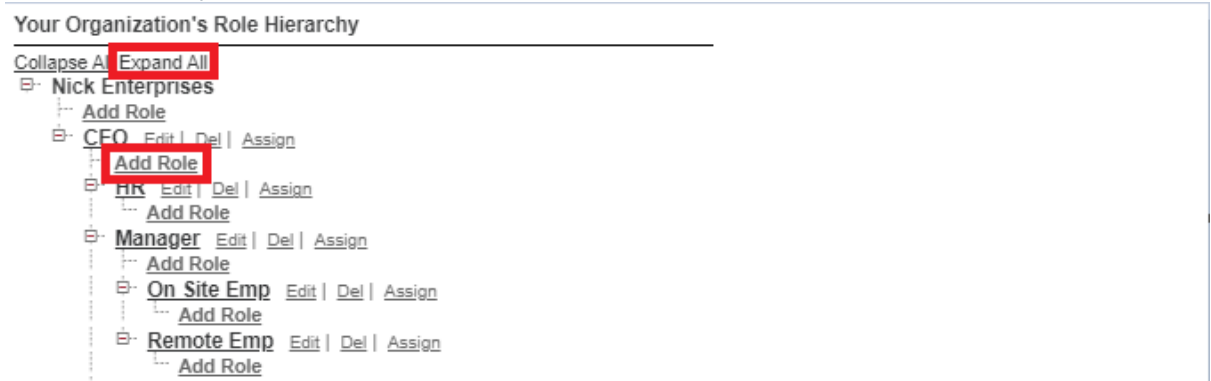 Your Organization's Role Hierarchy
Collapse Al Expand All
Nick Enterprises
Add Role
CEO Edit | Del | Assign
Add Role
HR Edit | Del | Assign
Add Role
Manager Edit | Del | Assign
Add Role
On Site Emp Edit | Del | Assign
Add Role
Remote Emp Edit | Del | Assign
Add Role